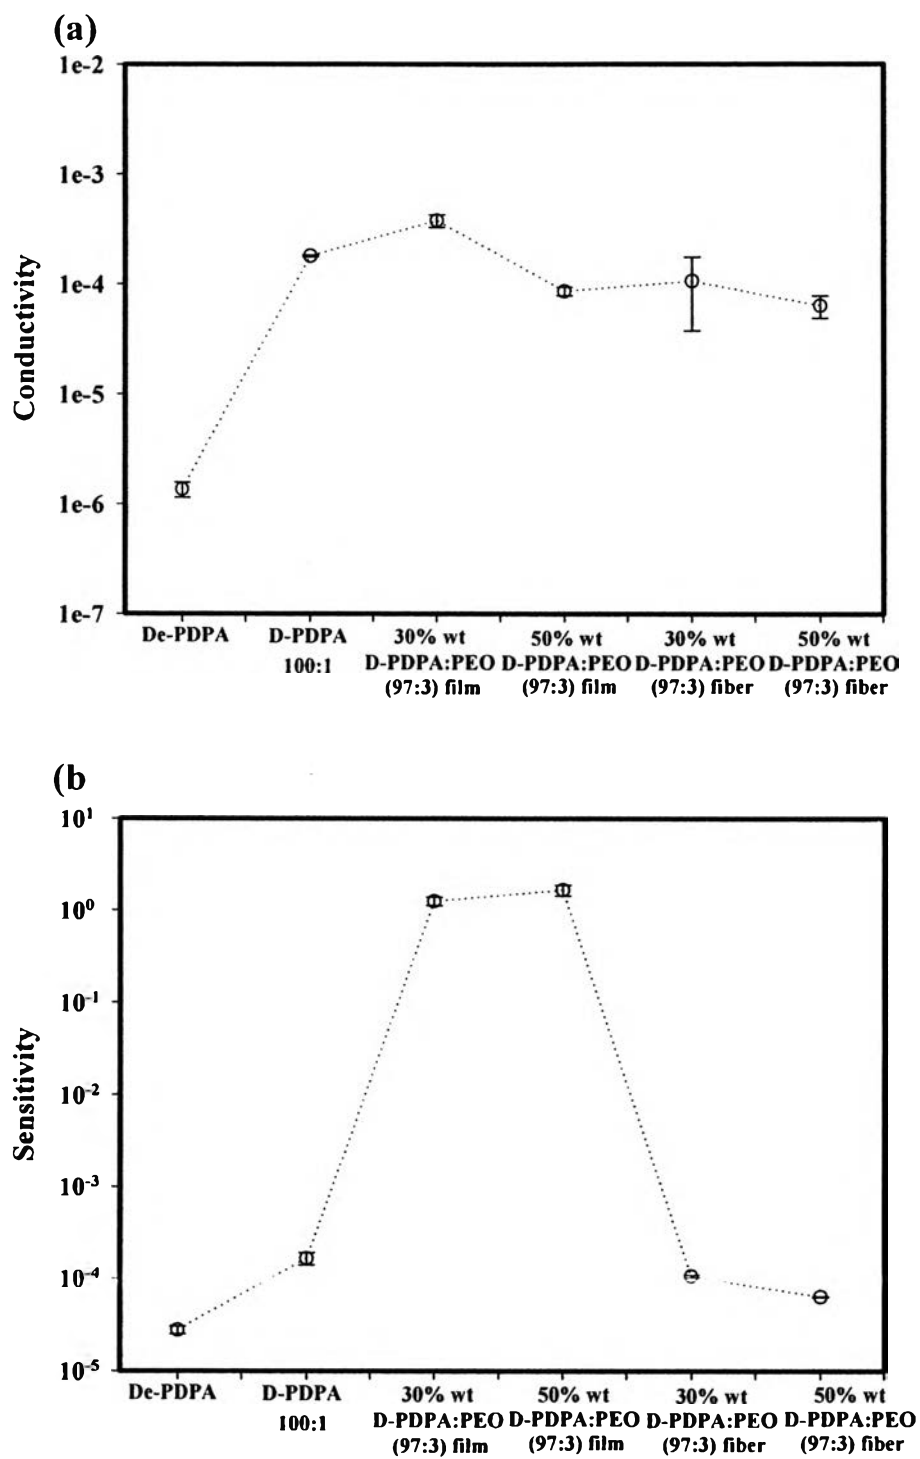 (a)
1e-2
1e-3
1e-4
1e-5
1e-6
1e-7
Conductivity
De-PDPA D-PDPA 30% wt 50% wt 30% wt 50% wt
100:1 D-PDPA:PEO D-PDPA:PEO D-PDPA:PEO D-PDPA:PEO
(97:3) film (97:3) film (97:3) fiber (97:3) fiber
(b
10¹
10⁰
10⁻¹
10⁻²
10⁻³
10⁻⁴
10⁻⁵
Sensitivity
De-PDPA D-PDPA 30% wt 50% wt 30% wt 50% wt
100:1 D-PDPA:PEO D-PDPA:PEO D-PDPA:PEO D-PDPA:PEO
(97:3) film (97:3) film (97:3) fiber (97:3) fiber